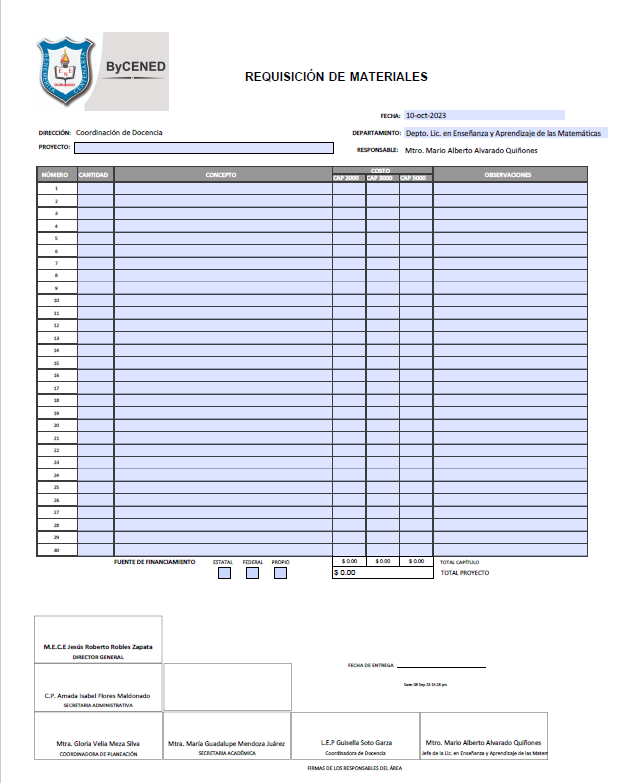 ByCENED
REQUISICIÓN DE MATERIALES
FECHA: 10-oct-2023
DIRECCIÓN: Coordinación de Docencia
DEPARTAMENTO: Depto. Lic. en Enseñanza y Aprendizaje de las Matemáticas
PROYECTO:
RESPONSABLE: Mtro. Mario Alberto Alvarado Quiñones
NÚMERO CANTIDAD CONCEPTO COSTO OBSERVACIONES
CAP 2000 CAP 3000 CAP 5000
1
2
3
4
5
6
7
8
9
10
11
12
13
14
15
16
17
18
19
20
21
22
23
24
25
26
27
28
29
30
FUENTE DE FINANCIAMIENTO ESTATAL FEDERAL PROPIO $ 0.00 $ 0.00 $ 0.00 TOTAL CAPÍTULO
$ 0.00 TOTAL PROYECTO
M.E.C.E Jesús Roberto Robles Zapata
DIRECTOR GENERAL
FECHA DE ENTREGA
C.P. Amada Isabel Flores Maldonado
SECRETARIA ADMINISTRATIVA
Mtra. Gloria Velia Meza Silva
COORDINADORA DE PLANEACIÓN
Mtra. María Guadalupe Mendoza Juárez
SECRETARIA ACADÉMICA
L.E.P Guisella Soto Garza
Coordinadora de Docencia
Mtro. Mario Alberto Alvarado Quiñones
Jefe de la Lic. en Enseñanza y Aprendizaje de las Matem
FIRMAS DE LOS RESPONSABLES DEL ÁREA